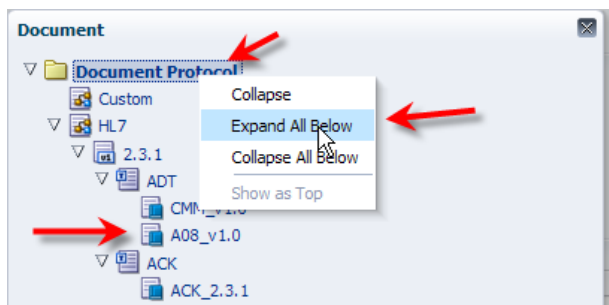 Document
Document Protocol
Custom
Collapse
HL7
Expand All Below
2.3.1
Collapse All Below
ADT
Show as Top
CMM_v1.0
A08_v1.0
ACK
ACK_2.3.1